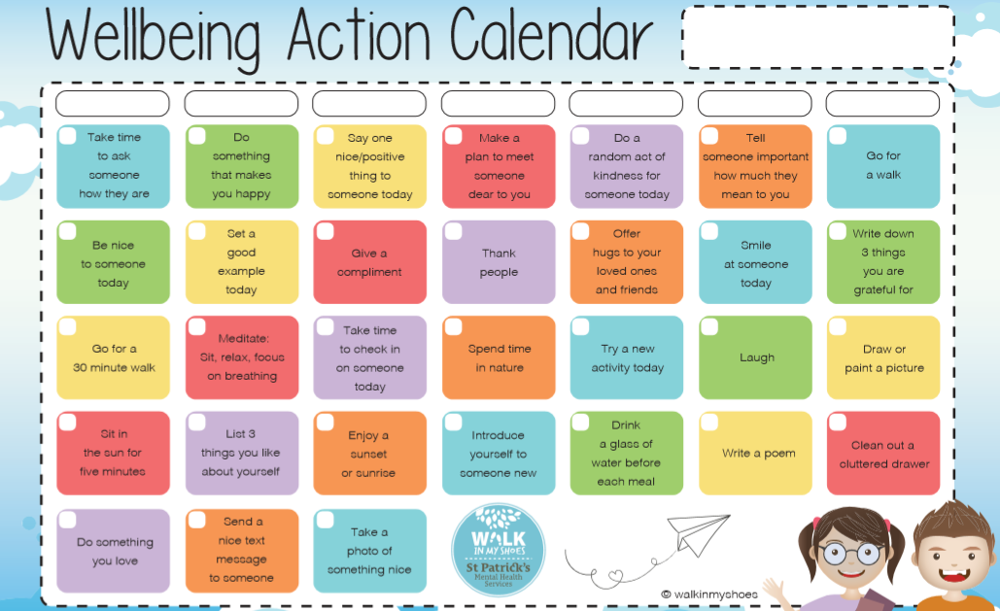 Wellbeing Action Calendar
Take time
to ask
someone
how they are
Do
something
that makes
you happy
Say one
nice/positive
thing to
someone today
Make a
plan to meet
someone
dear to you
Do a
random act of
kindness for
someone today
Tell
someone important
how much they
mean to you
Go for
a walk
Be nice
to someone
today
Set a
good
example
today
Give a
compliment
Thank
people
Offer
hugs to your
loved ones
and friends
Smile
at someone
today
Write down
3 things
you are
grateful for
Go for a
30 minute walk
Meditate:
Sit, relax, focus
on breathing
Take time
to check in
on someone
today
Spend time
in nature
Try a new
activity today
Laugh
Draw or
paint a picture
Sit in
the sun for
five minutes
List 3
things you like
about yourself
Enjoy a
sunset
or sunrise
Introduce
yourself to
someone new
Drink
a glass of
water before
each meal
Write a poem
Clean out a
cluttered drawer
Do something
you love
Send a
nice text
message
to someone
Take a
photo of
something nice
WALK
IN MY SHOES
St Patrick's
Mental Health
Services
© walkinmyshoes